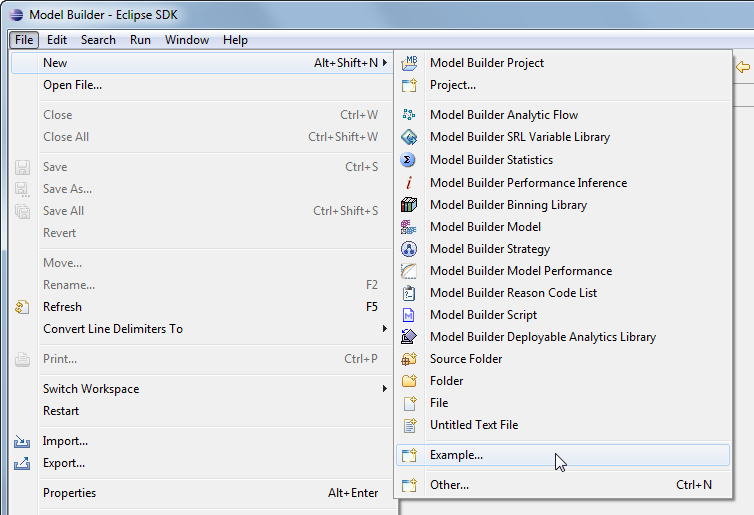 Model Builder - Eclipse SDK
File Edit Search Run Window Help
New Alt+Shift+N
Open File...
Close Ctrl+W
Close All Ctrl+Shift+W
Save Ctrl+S
Save As...
Save All Ctrl+Shift+S
Revert
Move...
Rename... F2
Refresh F5
Convert Line Delimiters To
Print... Ctrl+P
Switch Workspace
Restart
Import...
Export...
Properties Alt+Enter
MB Model Builder Project
Project...
Model Builder Analytic Flow
Model Builder SRL Variable Library
Σ Model Builder Statistics
i Model Builder Performance Inference
Model Builder Binning Library
Model Builder Model
Model Builder Strategy
Model Builder Model Performance
Model Builder Reason Code List
M Model Builder Script
Model Builder Deployable Analytics Library
Source Folder
Folder
File
Untitled Text File
Example...
Other... Ctrl+N